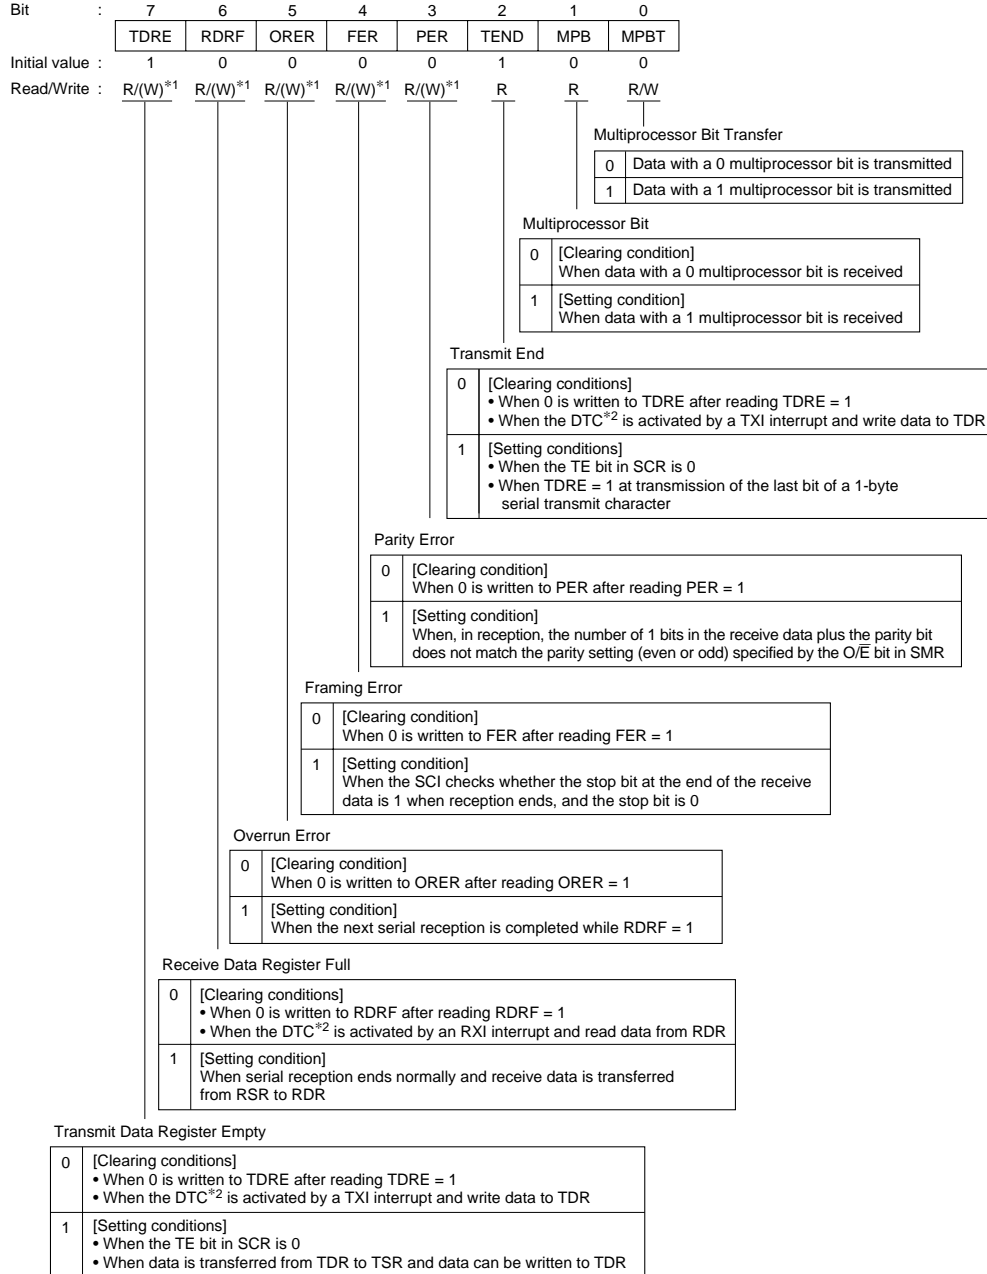 Bit : 7 6 5 4 3 2 1 0
TDRE RDRF ORER FER PER TEND MPB MPBT
Initial value : 1 0 0 0 0 1 0 0
Read/Write : R/(W)*1 R/(W)*1 R/(W)*1 R/(W)*1 R/(W)*1 R R R/W
Multiprocessor Bit Transfer
0 Data with a 0 multiprocessor bit is transmitted
1 Data with a 1 multiprocessor bit is transmitted
Multiprocessor Bit
0 [Clearing condition]
When data with a 0 multiprocessor bit is received
1 [Setting condition]
When data with a 1 multiprocessor bit is received
Transmit End
0 [Clearing conditions]
• When 0 is written to TDRE after reading TDRE = 1
• When the DTC*2 is activated by a TXI interrupt and write data to TDR
1 [Setting conditions]
• When the TE bit in SCR is 0
• When TDRE = 1 at transmission of the last bit of a 1-byte
serial transmit character
Parity Error
0 [Clearing condition]
When 0 is written to PER after reading PER = 1
1 [Setting condition]
When, in reception, the number of 1 bits in the receive data plus the parity bit
does not match the parity setting (even or odd) specified by the O/E̅ bit in SMR
Framing Error
0 [Clearing condition]
When 0 is written to FER after reading FER = 1
1 [Setting condition]
When the SCI checks whether the stop bit at the end of the receive
data is 1 when reception ends, and the stop bit is 0
Overrun Error
0 [Clearing condition]
When 0 is written to ORER after reading ORER = 1
1 [Setting condition]
When the next serial reception is completed while RDRF = 1
Receive Data Register Full
0 [Clearing conditions]
• When 0 is written to RDRF after reading RDRF = 1
• When the DTC*2 is activated by an RXI interrupt and read data from RDR
1 [Setting condition]
When serial reception ends normally and receive data is transferred
from RSR to RDR
Transmit Data Register Empty
0 [Clearing conditions]
• When 0 is written to TDRE after reading TDRE = 1
• When the DTC*2 is activated by a TXI interrupt and write data to TDR
1 [Setting conditions]
• When the TE bit in SCR is 0
• When data is transferred from TDR to TSR and data can be written to TDR